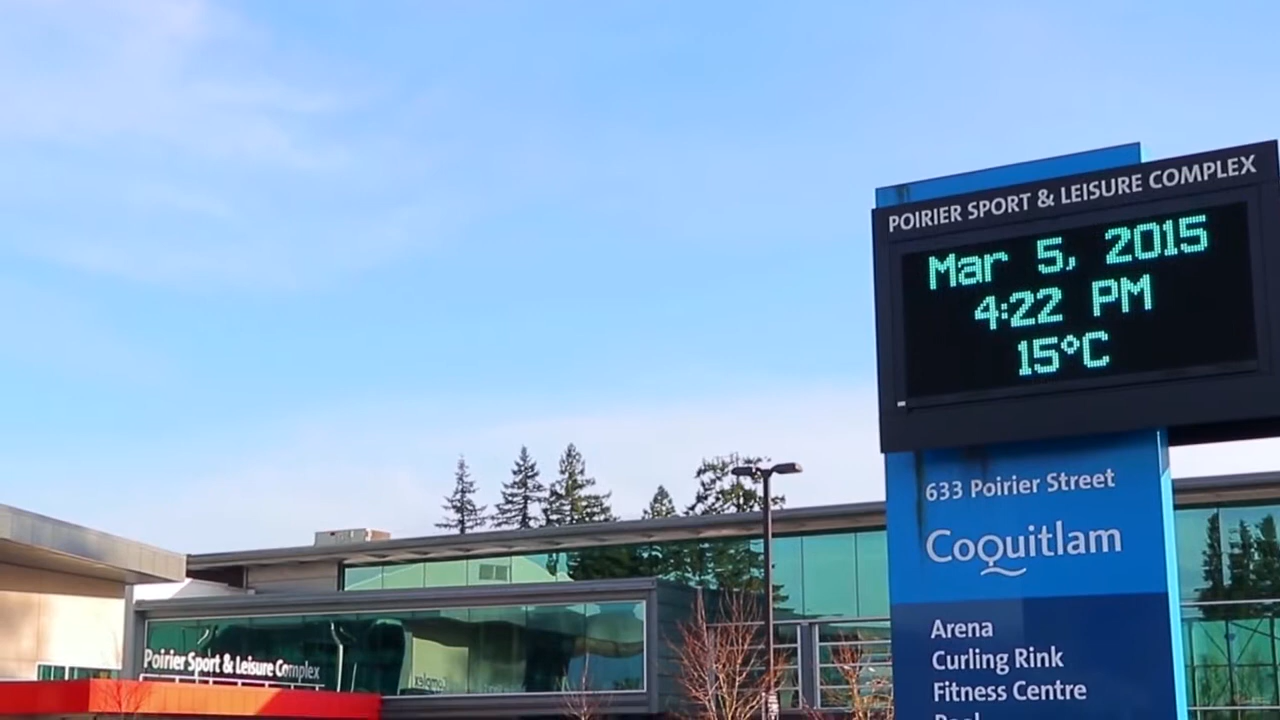 POIRIER SPORT & LEISURE COMPLEX
Mar 5, 2015
4:22 PM
15°C
633 Poirier Street
Coquitlam
Arena
Curling Rink
Fitness Centre
Poirier Sport & Leisure Complex